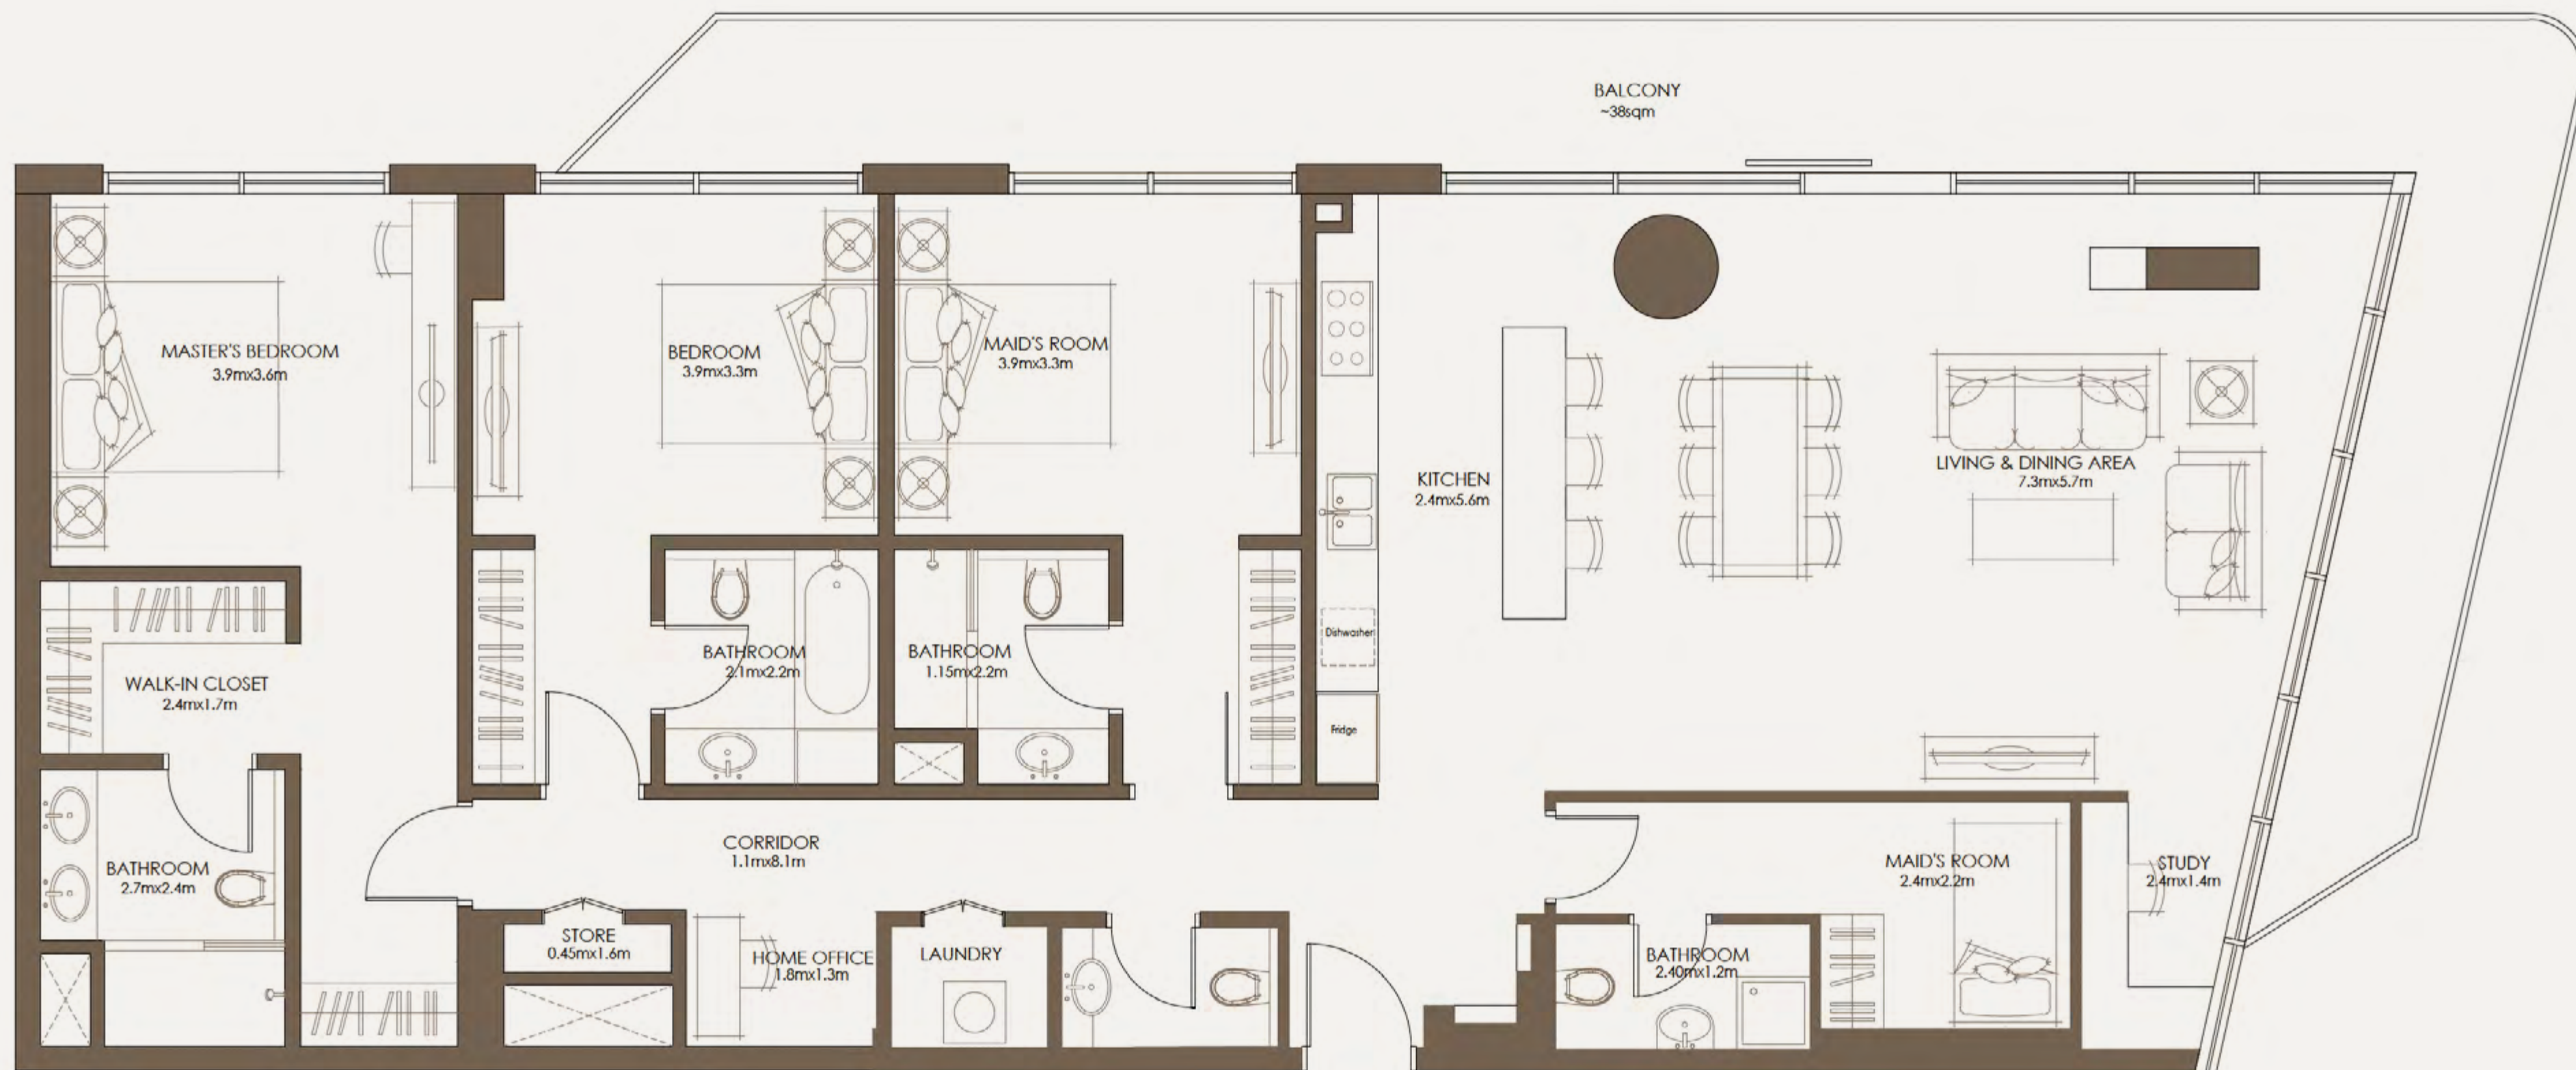 BALCONY
~38sqm
MASTER'S BEDROOM
3.9mx3.6m
BEDROOM
3.9mx3.3m
MAID'S ROOM
3.9mx3.3m
KITCHEN
2.4mx5.6m
LIVING & DINING AREA
7.3mx5.7m
Dishwasher
Fridge
WALK-IN CLOSET
2.4mx1.7m
BATHROOM
2.1mx2.2m
BATHROOM
1.15mx2.2m
BATHROOM
2.7mx2.4m
CORRIDOR
1.1mx8.1m
MAID'S ROOM
2.4mx2.2m
STUDY
2.4mx1.4m
STORE
0.45mx1.6m
HOME OFFICE
1.8mx1.3m
LAUNDRY
BATHROOM
2.40mx1.2m